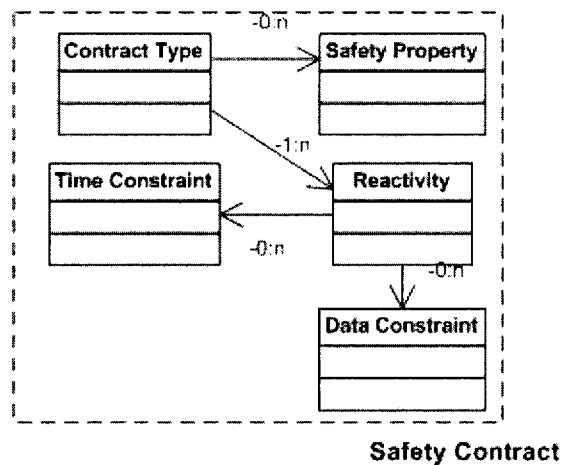 -0:n
Contract Type
Safety Property
-1:n
Time Constraint
Reactivity
-0:n
-0:n
Data Constraint
Safety Contract